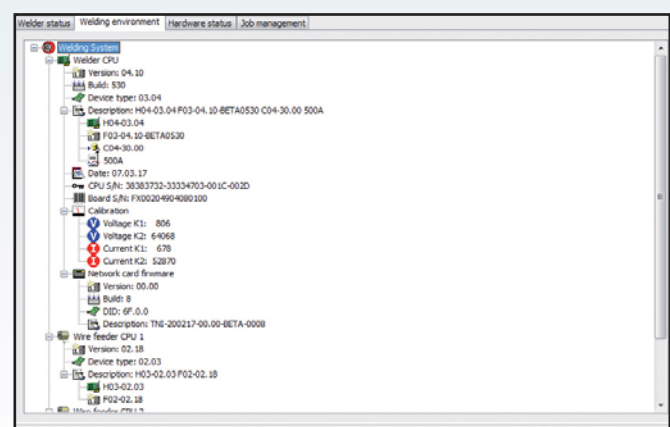 Welder status Welding environment Hardware status Job management
Welding System
Welder CPU
Version: 04.10
Build: 530
Device type: 03.04
Description: H04-03.04 F03-04.10-BETA0530 C04-30.00 500A
H04-03.04
F03-04.10-BETA0530
C04-30.00
500A
Date: 07.03.17
CPU S/N: 38383732-33334703-001C-002D
Board S/N: FX00204904080100
Calibration
Voltage K1: 806
Voltage K2: 64068
Current K1: 678
Current K2: 52870
Network card firmware
Version: 00.00
Build: 8
DID: 6F.0.0
Description: TNI-200217-00.00-BETA-0008
Wire feeder CPU 1
Version: 02.18
Device type: 02.03
Description: H03-02.03 F02-02.18
H03-02.03
F02-02.18
Wire feeder CPU 2